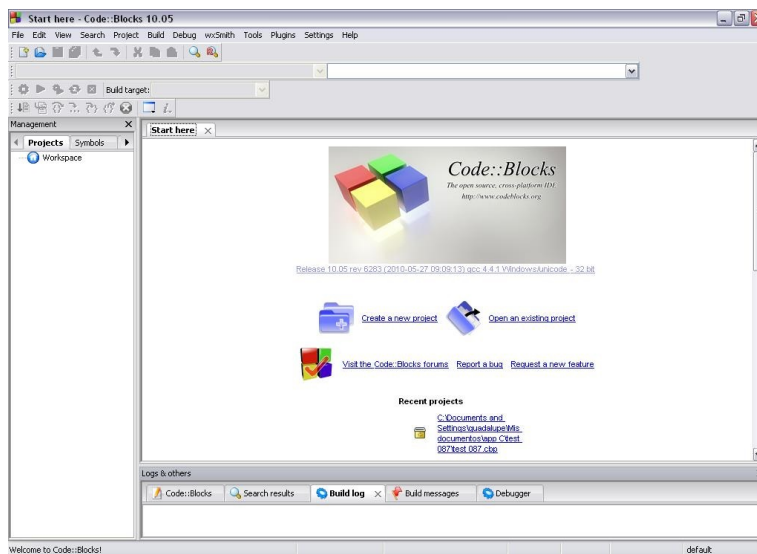 Start here - Code::Blocks 10.05
File Edit View Search Project Build Debug wxSmith Tools Plugins Settings Help
Build target:
Management
Projects Symbols
Workspace
Start here
Code::Blocks
The open source, cross-platform IDE.
http://www.codeblocks.org
Release 10.05 rev 6283 (2010-05-27 09:09:13) gcc 4.4.1 Windows/unicode - 32 bit
Create a new project
Open an existing project
Visit the Code::Blocks forums Report a bug Request a new feature
Recent projects
C:\Documents and
Settings\guadalupe\Mis
documentos\app C\test
087\test 087.cbp
Logs & others
Code::Blocks Search results Build log Build messages Debugger
Welcome to Code::Blocks!
default